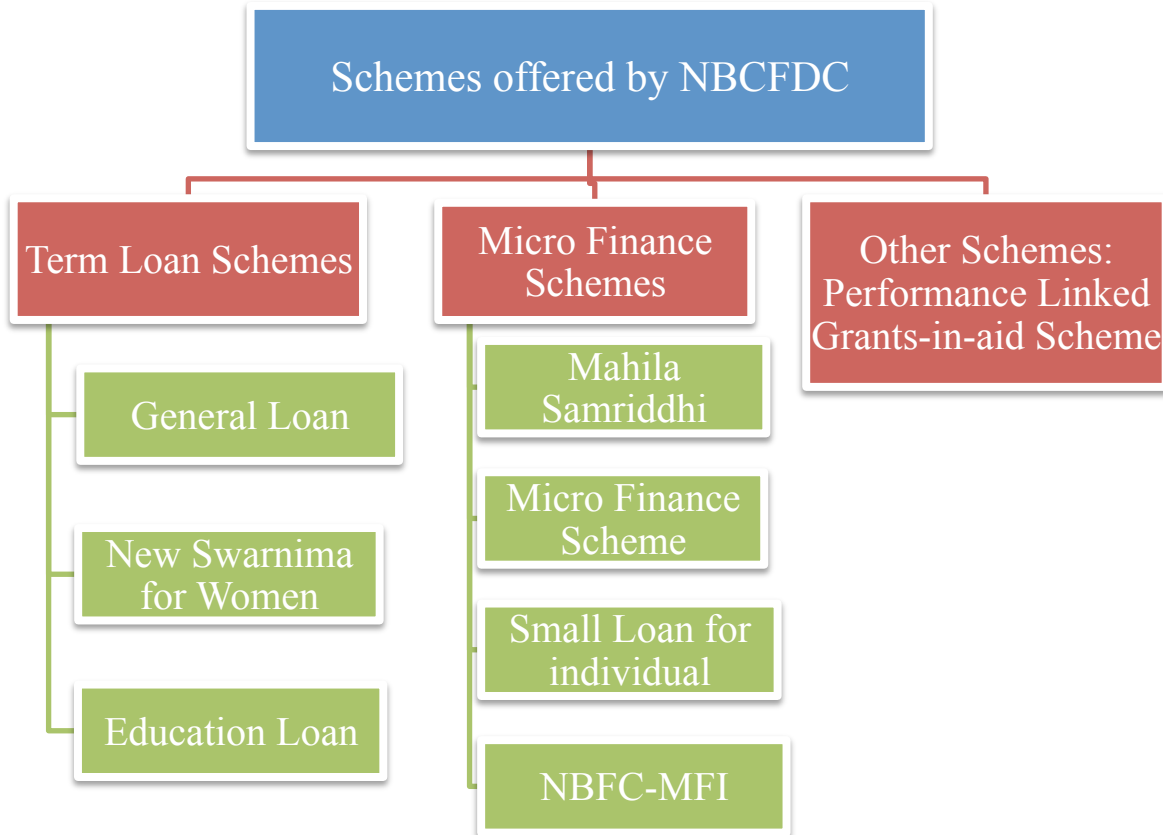 Schemes offered by NBCFDC
Term Loan Schemes
General Loan
New Swarnima
for Women
Education Loan
Micro Finance
Schemes
Mahila
Samriddhi
Micro Finance
Scheme
Small Loan for
individual
NBFC-MFI
Other Schemes:
Performance Linked
Grants-in-aid Scheme